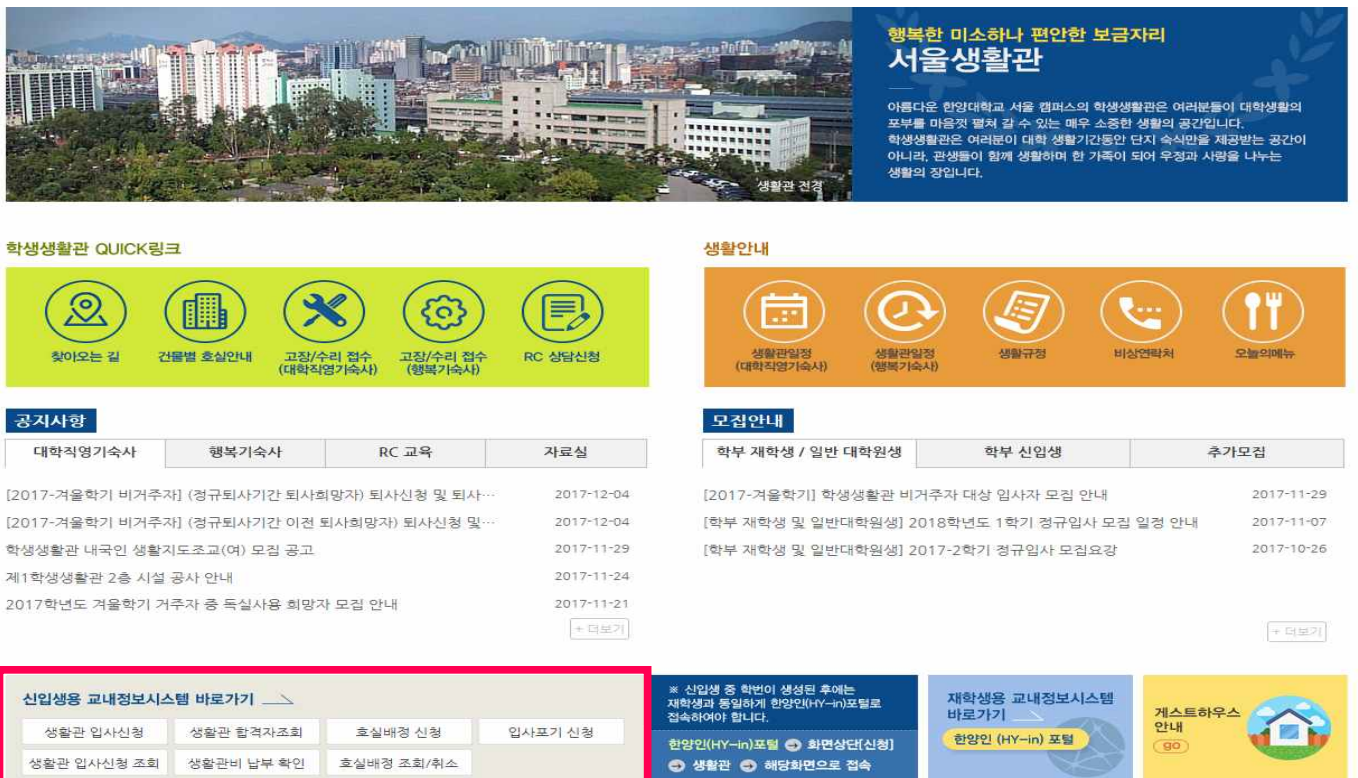 행복한 미소하나 편안한 보금자리
서울생활관
아름다운 한양대학교 서울 캠퍼스의 학생생활관은 여러분들이 대학생활의
포부를 마음껏 펼쳐 갈 수 있는 매우 소중한 생활의 공간입니다.
학생생활관은 여러분이 대학 생활기간동안 단지 숙식만을 제공받는 공간이
아니라, 관생들이 함께 생활하며 한 가족이 되어 우정과 사랑을 나누는
생활의 장입니다.
생활관 전경
학생생활관 QUICK링크
찾아오는 길
건물별 호실안내
고장/수리 접수
(대학직영기숙사)
고장/수리 접수
(행복기숙사)
RC 상담신청
생활안내
생활관일정
(대학직영기숙사)
생활관일정
(행복기숙사)
생활규정
비상연락처
오늘의메뉴
공지사항
대학직영기숙사 행복기숙사 RC 교육 자료실
[2017-겨울학기 비거주자] (정규퇴사기간 퇴사희망자) 퇴사신청 및 퇴사… 2017-12-04
[2017-겨울학기 비거주자] (정규퇴사기간 이전 퇴사희망자) 퇴사신청 및… 2017-12-04
학생생활관 내국인 생활지도조교(여) 모집 공고 2017-11-29
제1학생생활관 2층 시설 공사 안내 2017-11-24
2017학년도 겨울학기 거주자 중 독실사용 희망자 모집 안내 2017-11-21
+ 더보기
모집안내
학부 재학생 / 일반 대학원생 학부 신입생 추가모집
[2017-겨울학기] 학생생활관 비거주자 대상 입사자 모집 안내 2017-11-29
[학부 재학생 및 일반대학원생] 2018학년도 1학기 정규입사 모집 일정 안내 2017-11-07
[학부 재학생 및 일반대학원생] 2017-2학기 정규입사 모집요강 2017-10-26
+ 더보기
신입생용 교내정보시스템 바로가기
생활관 입사신청 생활관 합격자조회 호실배정 신청 입사포기 신청
생활관 입사신청 조회 생활관비 납부 확인 호실배정 조회/취소
※ 신입생 중 학번이 생성된 후에는
재학생과 동일하게 한양인(HY-in)포털로
접속하여야 합니다.
한양인(HY-in)포털 화면상단[신청]
생활관 해당화면으로 접속
재학생용 교내정보시스템
바로가기
한양인 (HY-in) 포털
게스트하우스
안내
go